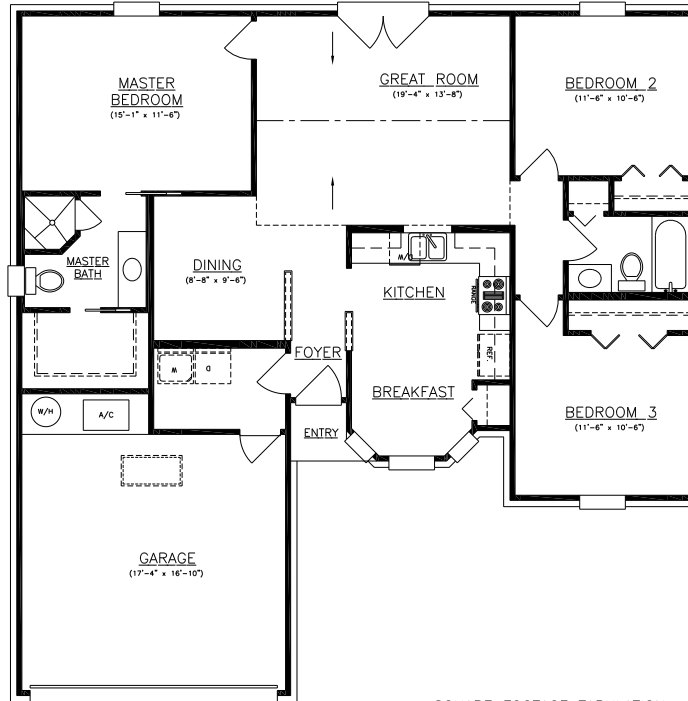 MASTER
BEDROOM
(15'-1" x 11'-6")
GREAT ROOM
(19'-4" x 13'-8")
BEDROOM 2
(11'-6" x 10'-6")
MASTER
BATH
DINING
(8'-8" x 9'-6")
D/W
KITCHEN
RANGE
REF.
FOYER
W
D
BREAKFAST
W/H
A/C
ENTRY
BEDROOM 3
(11'-6" x 10'-6")
GARAGE
(17'-4" x 16'-10")